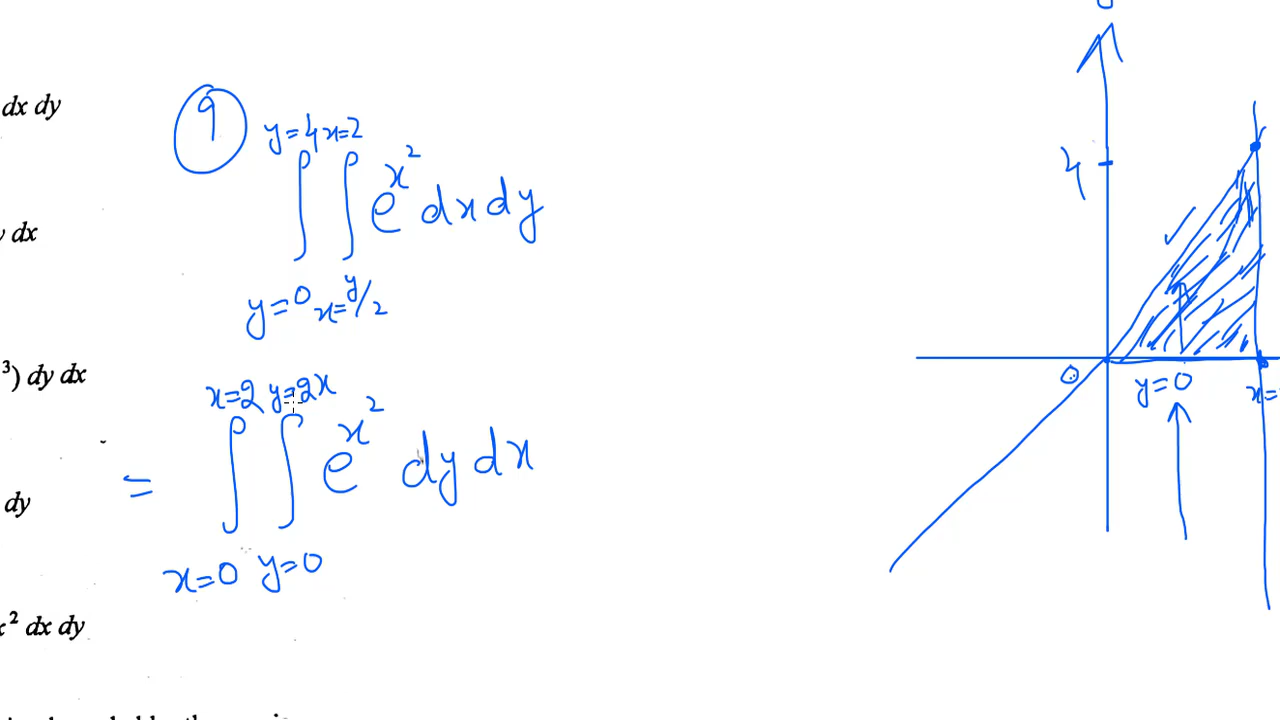 dx dy
y dx
³) dy dx
dy
x² dx dy
9
y=4 x=2
∫ ∫ e^x² dx dy
y=0 x=y/2
x=2 y=2x
= ∫ ∫ e^x² dy dx
x=0 y=0
4
0
y=0
x=